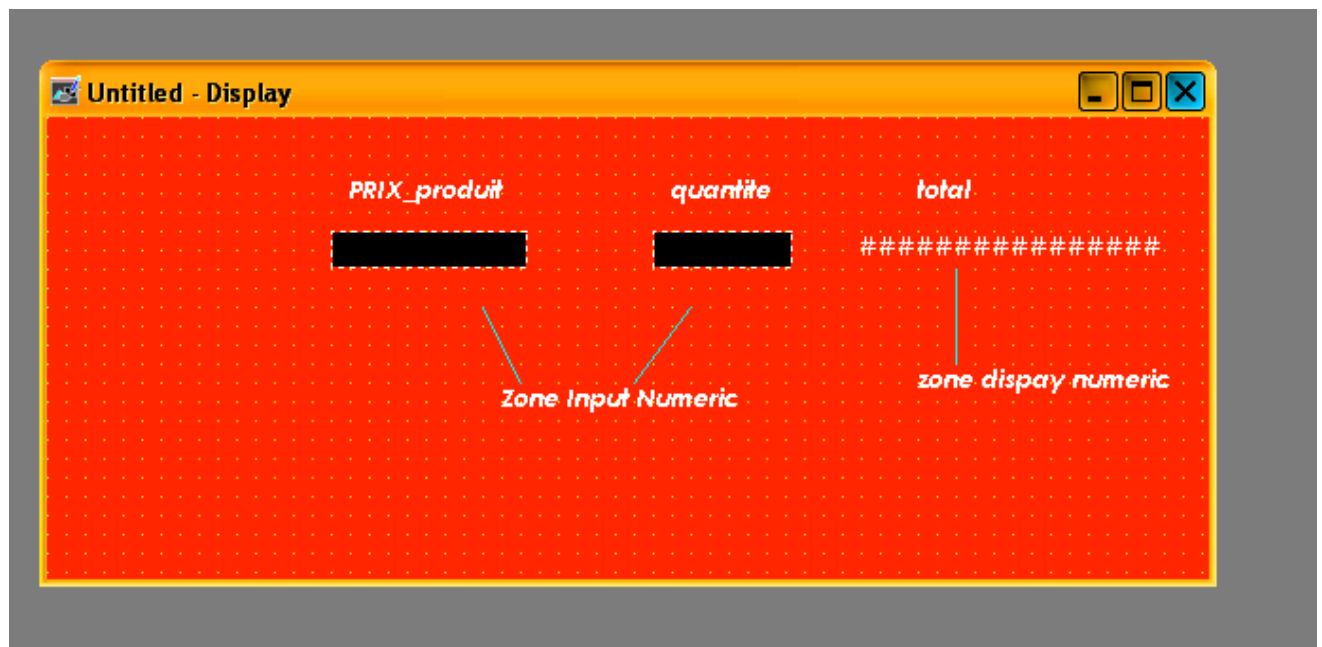 Untitled - Display
PRIX_produit quantite total
################
zone dispay numeric
Zone Input Numeric